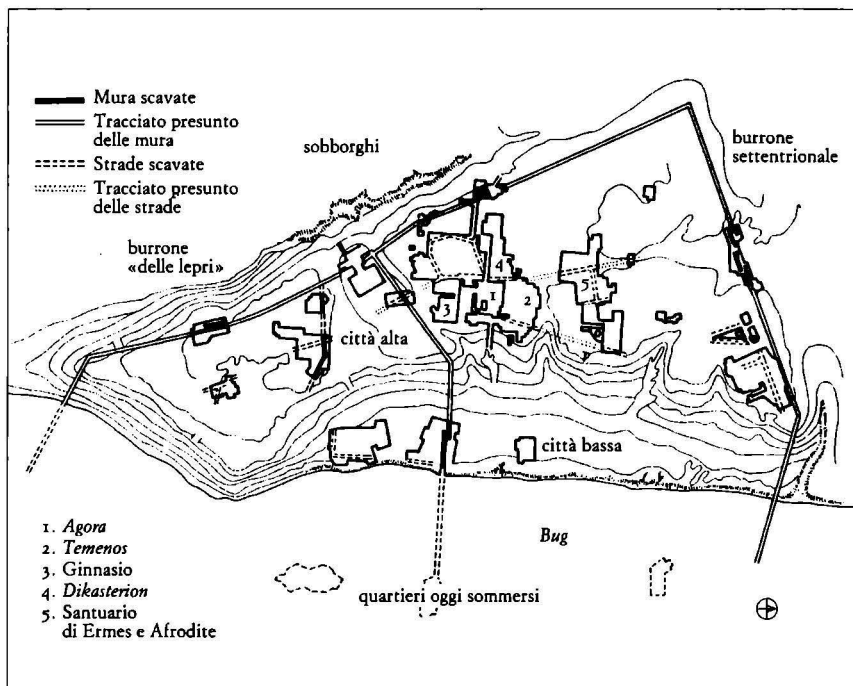 Mura scavate
Tracciato presunto
delle mura
Strade scavate
Tracciato presunto
delle strade
sobborghi
burrone
settentrionale
burrone
«delle lepri»
città alta
4
1
2
3
5
città bassa
Bug
quartieri oggi sommersi
1. Agora
2. Temenos
3. Ginnasio
4. Dikasterion
5. Santuario
di Ermes e Afrodite